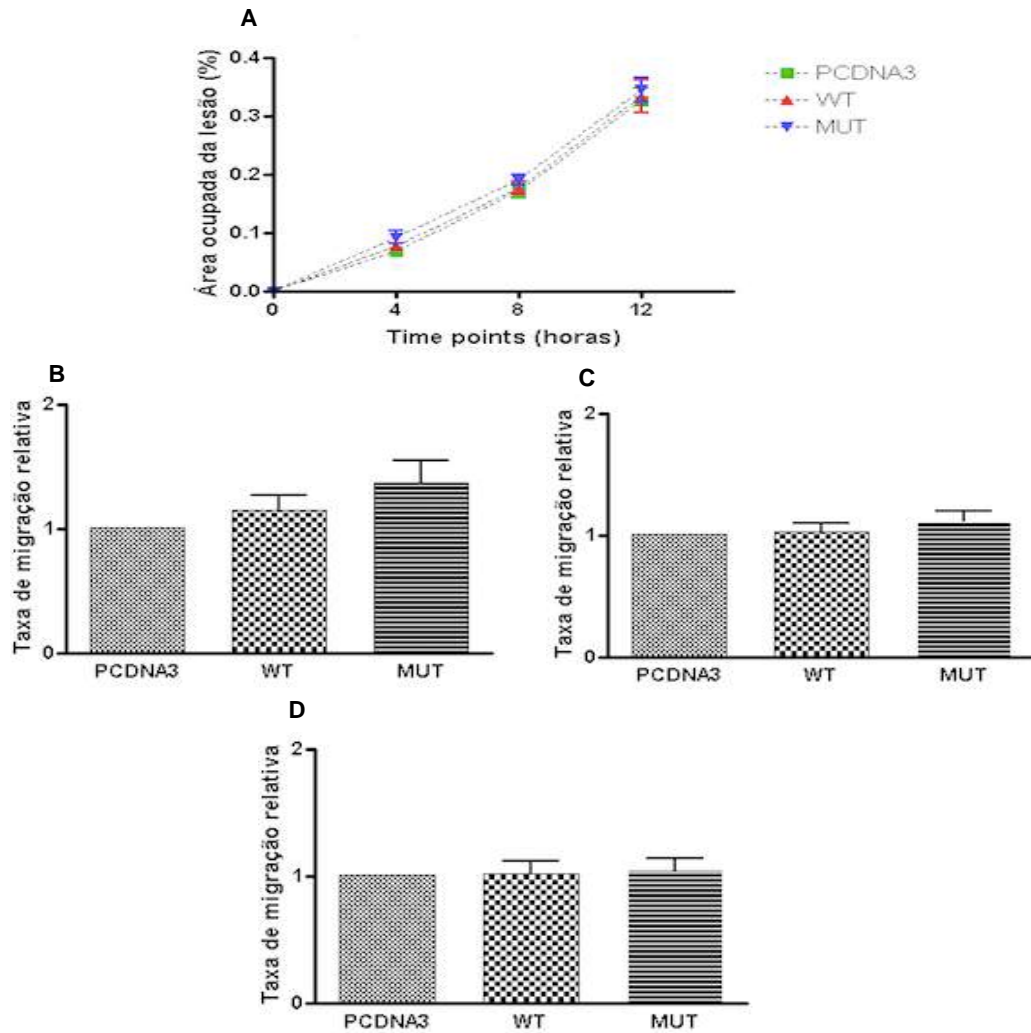 A
Área ocupada da lesão (%)
0.4
0.3
0.2
0.1
0.0
0
4
8
12
Time points (horas)
PCDNA3
WT
MUT
B
Taxa de migração relativa
2
1
0
PCDNA3
WT
MUT
C
Taxa de migração relativa
2
1
0
PCDNA3
WT
MUT
D
Taxa de migração relativa
2
1
0
PCDNA3
WT
MUT